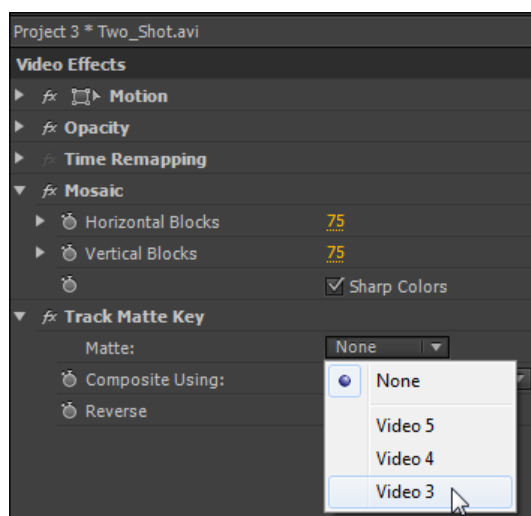 Project 3 * Two_Shot.avi
Video Effects
fx Motion
fx Opacity
fx Time Remapping
fx Mosaic
Horizontal Blocks 75
Vertical Blocks 75
Sharp Colors
fx Track Matte Key
Matte: None
None
Composite Using:
Video 5
Reverse
Video 4
Video 3